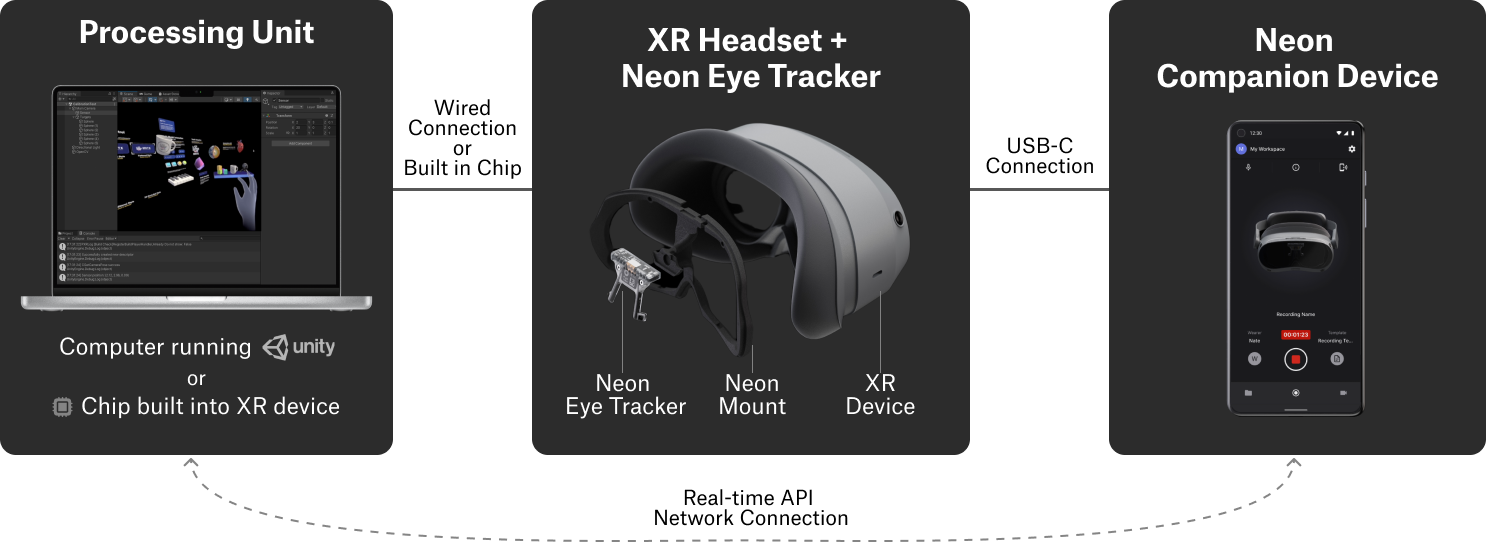 Processing Unit
Computer running unity
or
Chip built into XR device
Wired
Connection
or
Built in Chip
XR Headset +
Neon Eye Tracker
Neon
Eye Tracker
Neon
Mount
XR
Device
USB-C
Connection
Neon
Companion Device
12:30
M My Workspace
Recording Name
Wearer
00:01:23
Template
Nate
Recording Te...
W
Real-time API
Network Connection